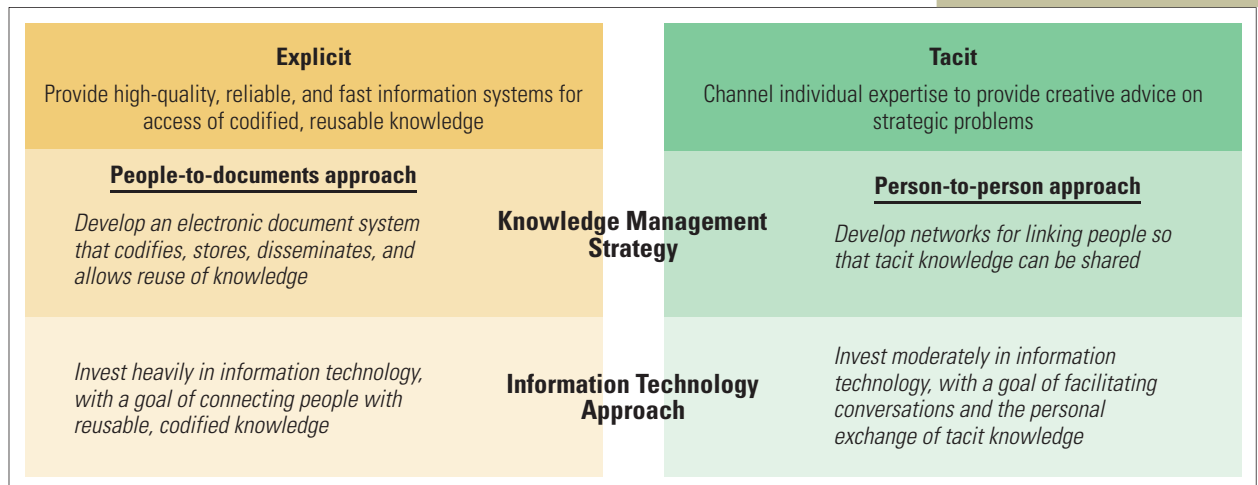 Explicit
Provide high-quality, reliable, and fast information systems for
access of codified, reusable knowledge
People-to-documents approach
Develop an electronic document system
that codifies, stores, disseminates, and
allows reuse of knowledge
Invest heavily in information technology,
with a goal of connecting people with
reusable, codified knowledge
Knowledge Management
Strategy
Information Technology
Approach
Tacit
Channel individual expertise to provide creative advice on
strategic problems
Person-to-person approach
Develop networks for linking people so
that tacit knowledge can be shared
Invest moderately in information
technology, with a goal of facilitating
conversations and the personal
exchange of tacit knowledge